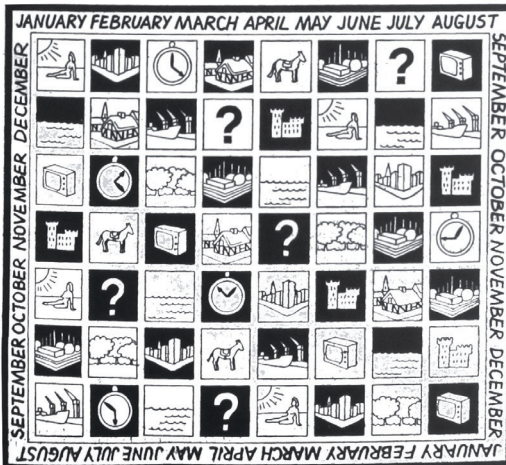 JANUARY FEBRUARY MARCH APRIL MAY JUNE JULY AUGUST
SEPTEMBER OCTOBER NOVEMBER DECEMBER
JANUARY FEBRUARY MARCH APRIL MAY JUNE JULY AUGUST
SEPTEMBER OCTOBER NOVEMBER DECEMBER
?
?
?
?
?